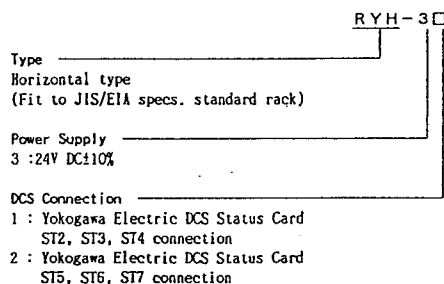 RYH-3□
Type
Horizontal type
(Fit to JIS/EIA specs. standard rack)
Power Supply
3 :24V DC±10%
DCS Connection
1 : Yokogawa Electric DCS Status Card
ST2, ST3, ST4 connection
2 : Yokogawa Electric DCS Status Card
ST5, ST6, ST7 connection